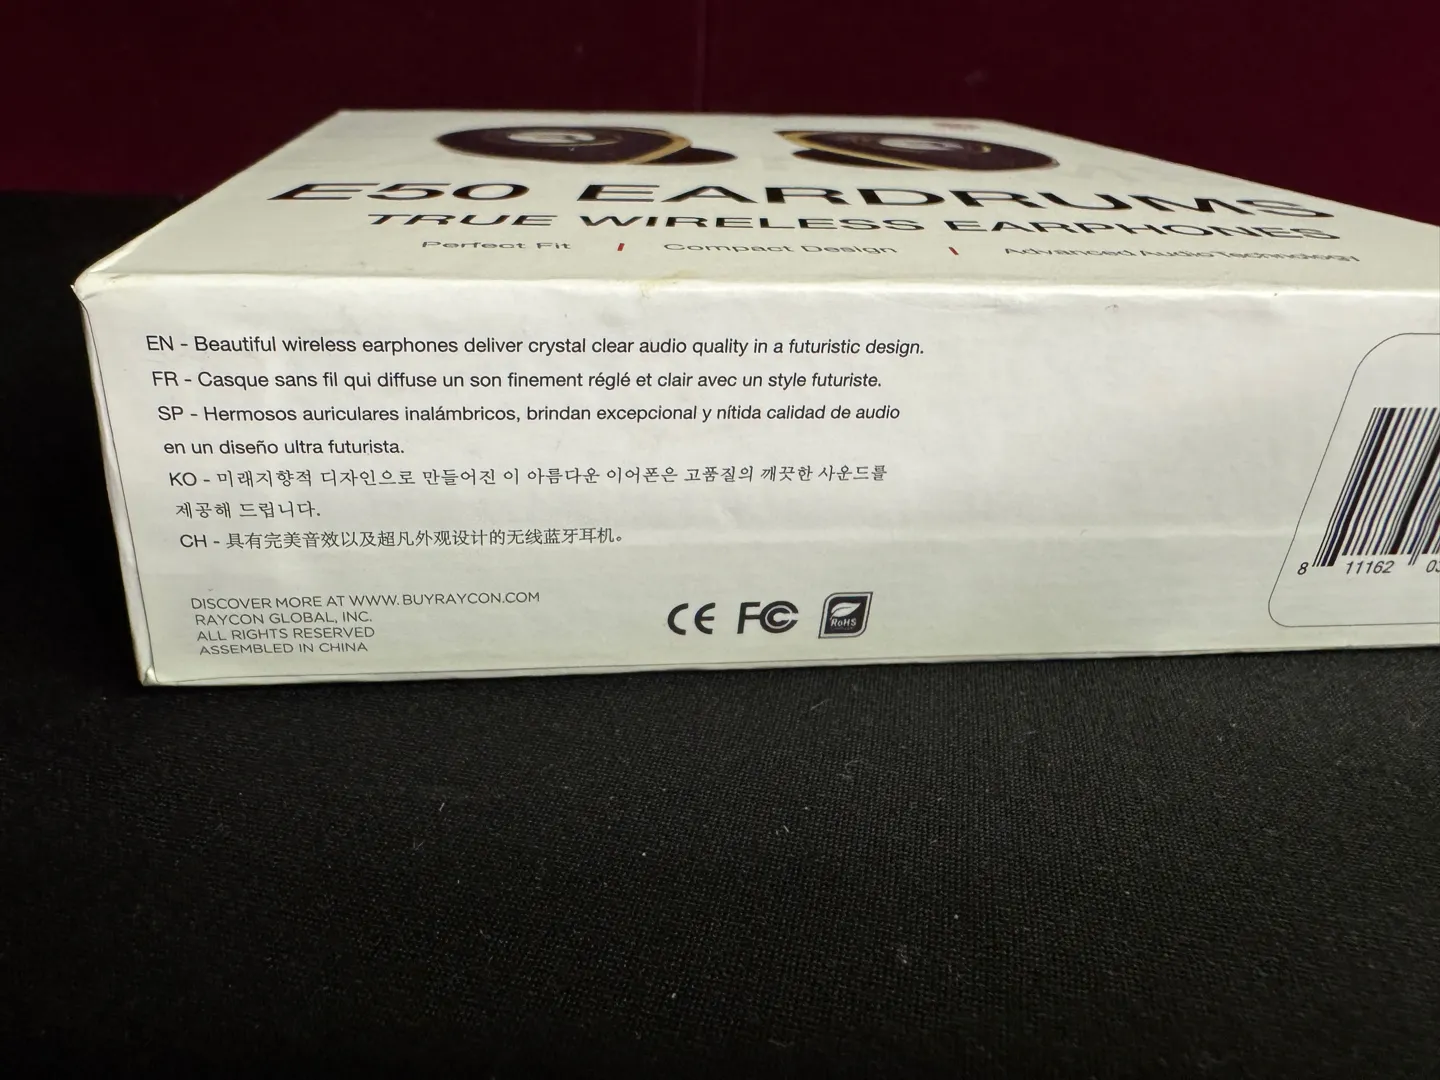 E50 EARDRUMS
TRUE WIRELESS EARPHONES
Perfect Fit | Compact Design | Advanced Audio Technology
EN - Beautiful wireless earphones deliver crystal clear audio quality in a futuristic design.
FR - Casque sans fil qui diffuse un son finement réglé et clair avec un style futuriste.
SP - Hermosos auriculares inalámbricos, brindan excepcional y nítida calidad de audio
en un diseño ultra futurista.
KO - 미래지향적 디자인으로 만들어진 이 아름다운 이어폰은 고품질의 깨끗한 사운드를
제공해 드립니다.
CH - 具有完美音效以及超凡外观设计的无线蓝牙耳机。
DISCOVER MORE AT WWW.BUYRAYCON.COM
RAYCON GLOBAL, INC.
ALL RIGHTS RESERVED
ASSEMBLED IN CHINA
CE FC RoHS
8 11162